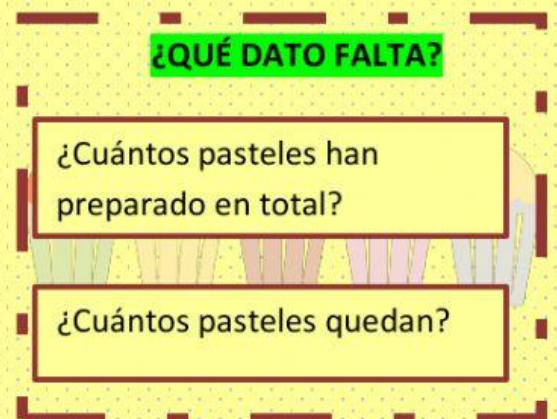 ¿QUÉ DATO FALTA?
¿Cuántos pasteles han
preparado en total?
¿Cuántos pasteles quedan?